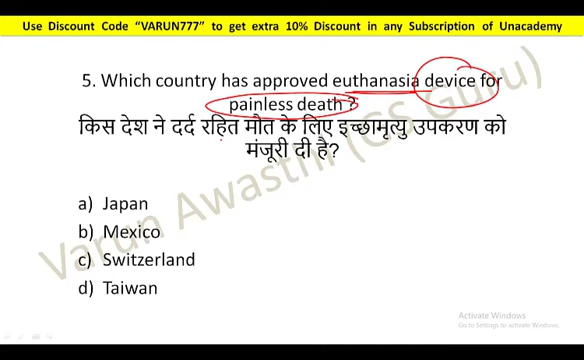 Use Discount Code “VARUN777” to get extra 10% Discount in any Subscription of Unacademy
5. Which country has approved euthanasia device for
painless death ?
किस देश ने दर्द रहित मौत के लिए इच्छामृत्यु उपकरण को
मंजूरी दी है?
a) Japan
b) Mexico
c) Switzerland
d) Taiwan
Varun Awasthi (CS Guru)
Activate Windows
Go to Settings to activate Windows.